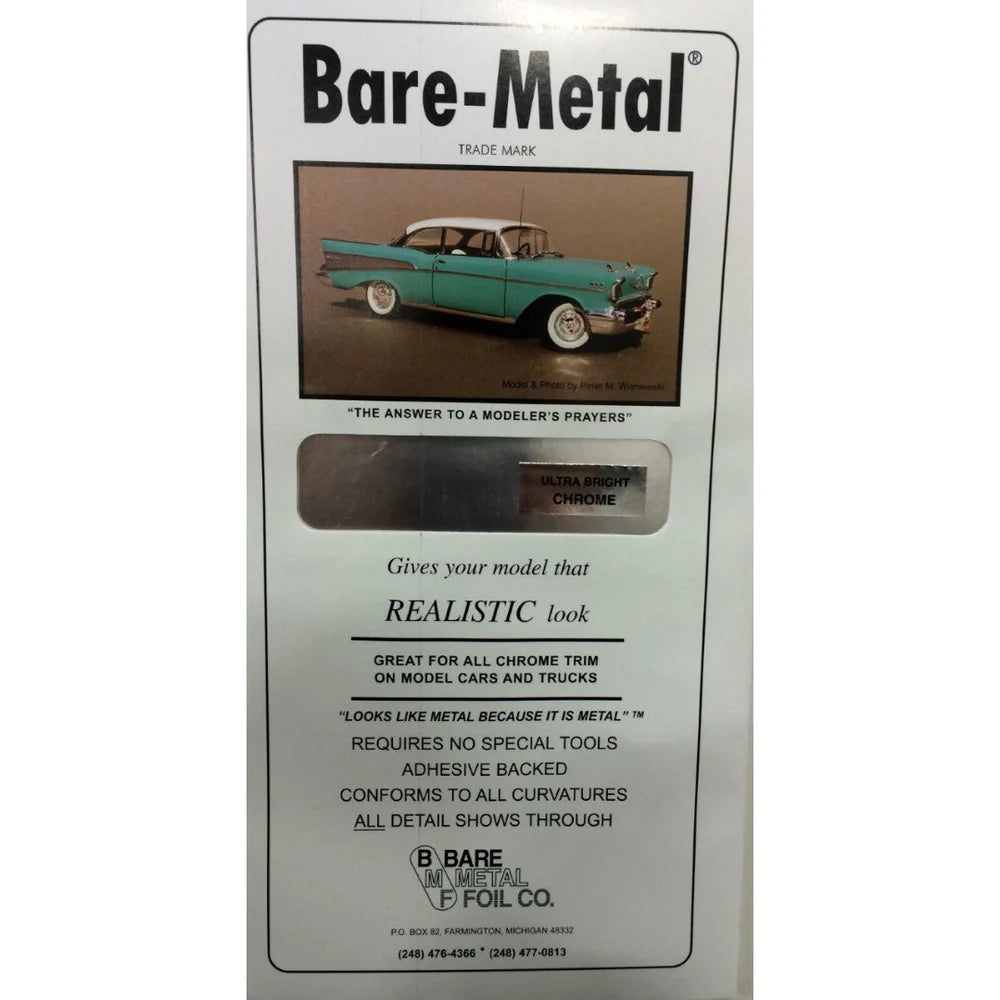 Bare-Metal®
TRADE MARK
Model & Photo by Peter M. Wisniewski
"THE ANSWER TO A MODELER'S PRAYERS"
ULTRA BRIGHT
CHROME
Gives your model that
REALISTIC look
GREAT FOR ALL CHROME TRIM
ON MODEL CARS AND TRUCKS
"LOOKS LIKE METAL BECAUSE IT IS METAL" ™
REQUIRES NO SPECIAL TOOLS
ADHESIVE BACKED
CONFORMS TO ALL CURVATURES
ALL DETAIL SHOWS THROUGH
B BARE
M METAL
F FOIL CO.
P.O. BOX 82, FARMINGTON, MICHIGAN 48332
(248) 476-4366 * (248) 477-0813